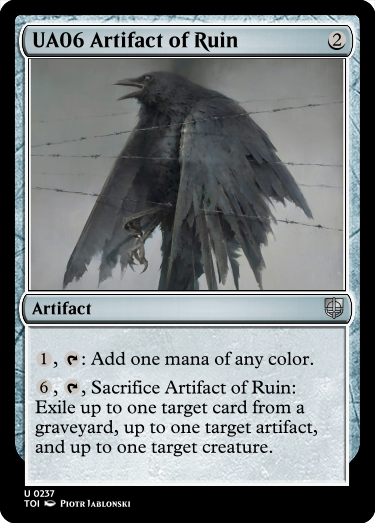 UA06 Artifact of Ruin 2
Artifact
1, T: Add one mana of any color.
6, T, Sacrifice Artifact of Ruin:
Exile up to one target card from a
graveyard, up to one target artifact,
and up to one target creature.
U 0237
TOI Piotr Jablonski